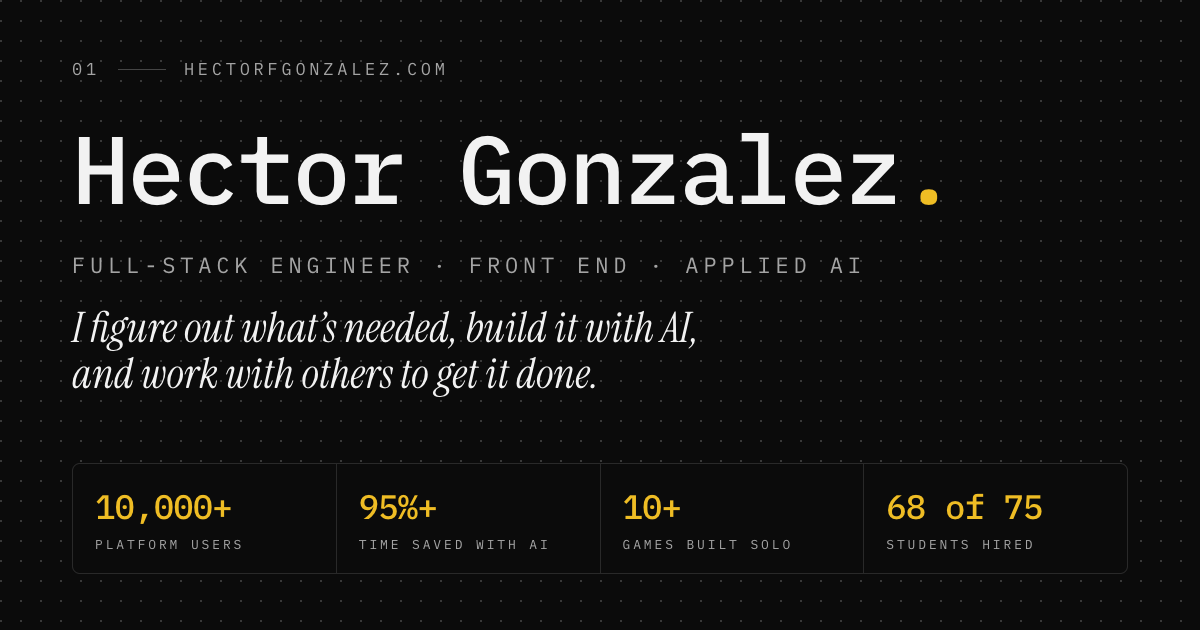 01 HECTORFGONZALEZ.COM
Hector Gonzalez.
FULL-STACK ENGINEER · FRONT END · APPLIED AI
I figure out what’s needed, build it with AI,
and work with others to get it done.
10,000+ 95%+ 10+ 68 of 75
PLATFORM USERS TIME SAVED WITH AI GAMES BUILT SOLO STUDENTS HIRED